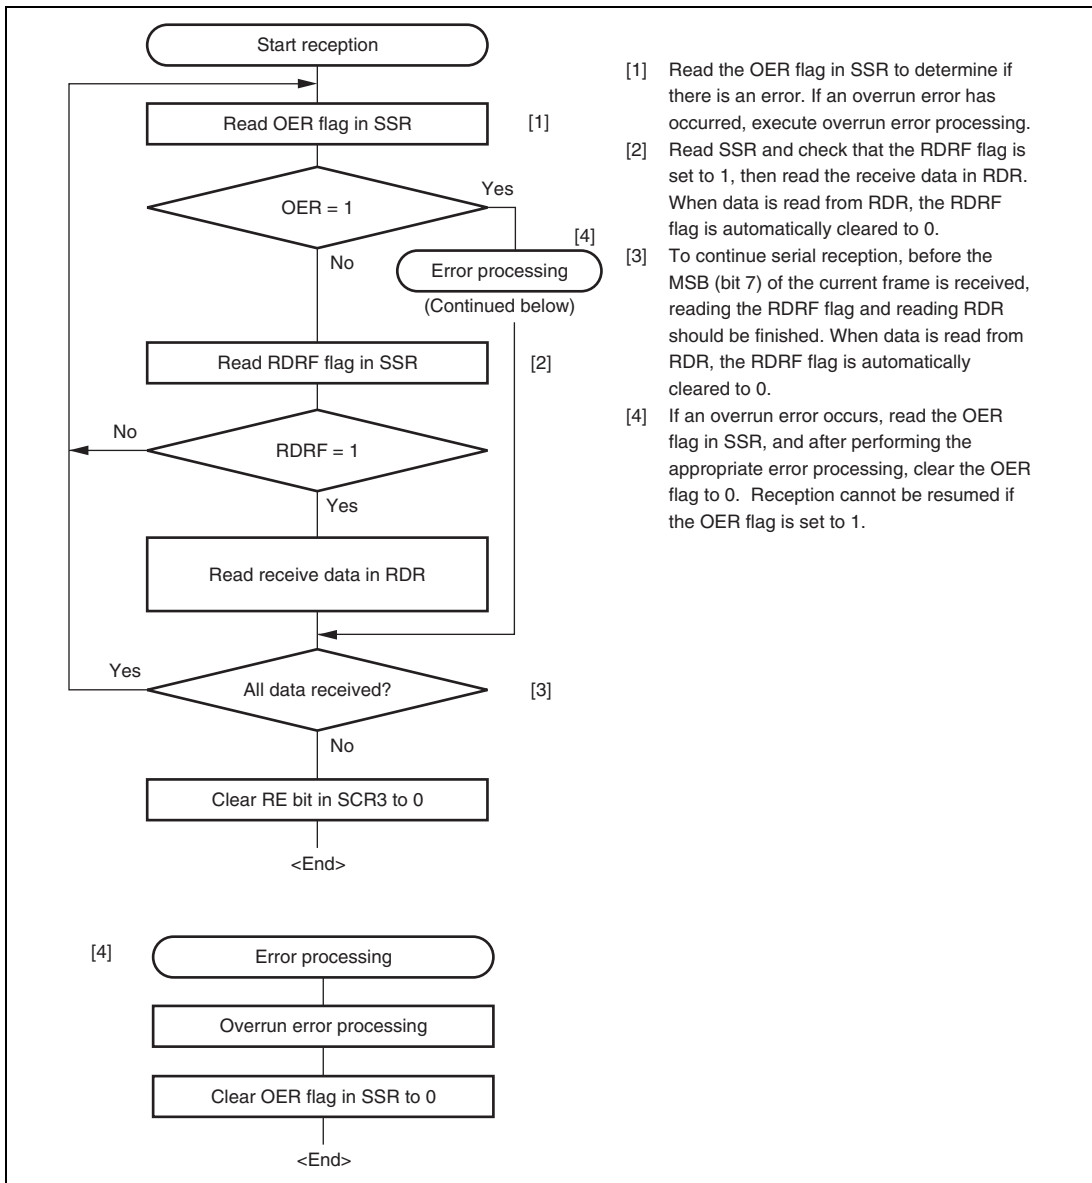 Start reception
Read OER flag in SSR
[1]
OER = 1
Yes
No
[4]
Error processing
(Continued below)
Read RDRF flag in SSR
[2]
RDRF = 1
No
Yes
Read receive data in RDR
All data received?
Yes
[3]
No
Clear RE bit in SCR3 to 0
<End>
[4]
Error processing
Overrun error processing
Clear OER flag in SSR to 0
<End>
[1] Read the OER flag in SSR to determine if
there is an error. If an overrun error has
occurred, execute overrun error processing.
[2] Read SSR and check that the RDRF flag is
set to 1, then read the receive data in RDR.
When data is read from RDR, the RDRF
flag is automatically cleared to 0.
[3] To continue serial reception, before the
MSB (bit 7) of the current frame is received,
reading the RDRF flag and reading RDR
should be finished. When data is read from
RDR, the RDRF flag is automatically
cleared to 0.
[4] If an overrun error occurs, read the OER
flag in SSR, and after performing the
appropriate error processing, clear the OER
flag to 0. Reception cannot be resumed if
the OER flag is set to 1.